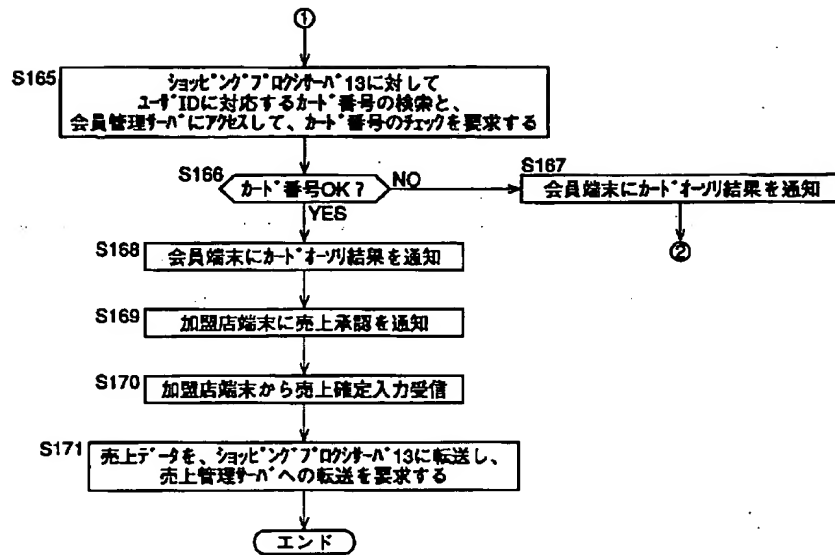 ①
S165
ショッピングプロクシサーバ13に対して
ユーザIDに対応するカード番号の検索と、
会員管理サーバにアクセスして、カード番号のチェックを要求する
S166
カード番号OK?
NO
S167
会員端末にカードオーソリ結果を通知
②
YES
S168
会員端末にカードオーソリ結果を通知
S169
加盟店端末に売上承認を通知
S170
加盟店端末から売上確定入力受信
S171
売上データを、ショッピングプロクシサーバ13に転送し、
売上管理サーバへの転送を要求する
エンド